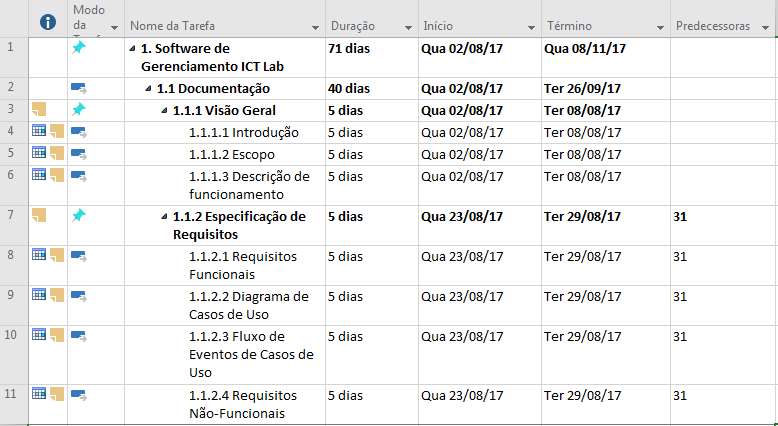 Modo da Tarefa
Nome da Tarefa Duração Início Término Predecessoras
1 1. Software de Gerenciamento ICT Lab 71 dias Qua 02/08/17 Qua 08/11/17
2 1.1 Documentação 40 dias Qua 02/08/17 Ter 26/09/17
3 1.1.1 Visão Geral 5 dias Qua 02/08/17 Ter 08/08/17
4 1.1.1.1 Introdução 5 dias Qua 02/08/17 Ter 08/08/17
5 1.1.1.2 Escopo 5 dias Qua 02/08/17 Ter 08/08/17
6 1.1.1.3 Descrição de funcionamento 5 dias Qua 02/08/17 Ter 08/08/17
7 1.1.2 Especificação de Requisitos 5 dias Qua 23/08/17 Ter 29/08/17 31
8 1.1.2.1 Requisitos Funcionais 5 dias Qua 23/08/17 Ter 29/08/17 31
9 1.1.2.2 Diagrama de Casos de Uso 5 dias Qua 23/08/17 Ter 29/08/17 31
10 1.1.2.3 Fluxo de Eventos de Casos de Uso 5 dias Qua 23/08/17 Ter 29/08/17 31
11 1.1.2.4 Requisitos Não-Funcionais 5 dias Qua 23/08/17 Ter 29/08/17 31